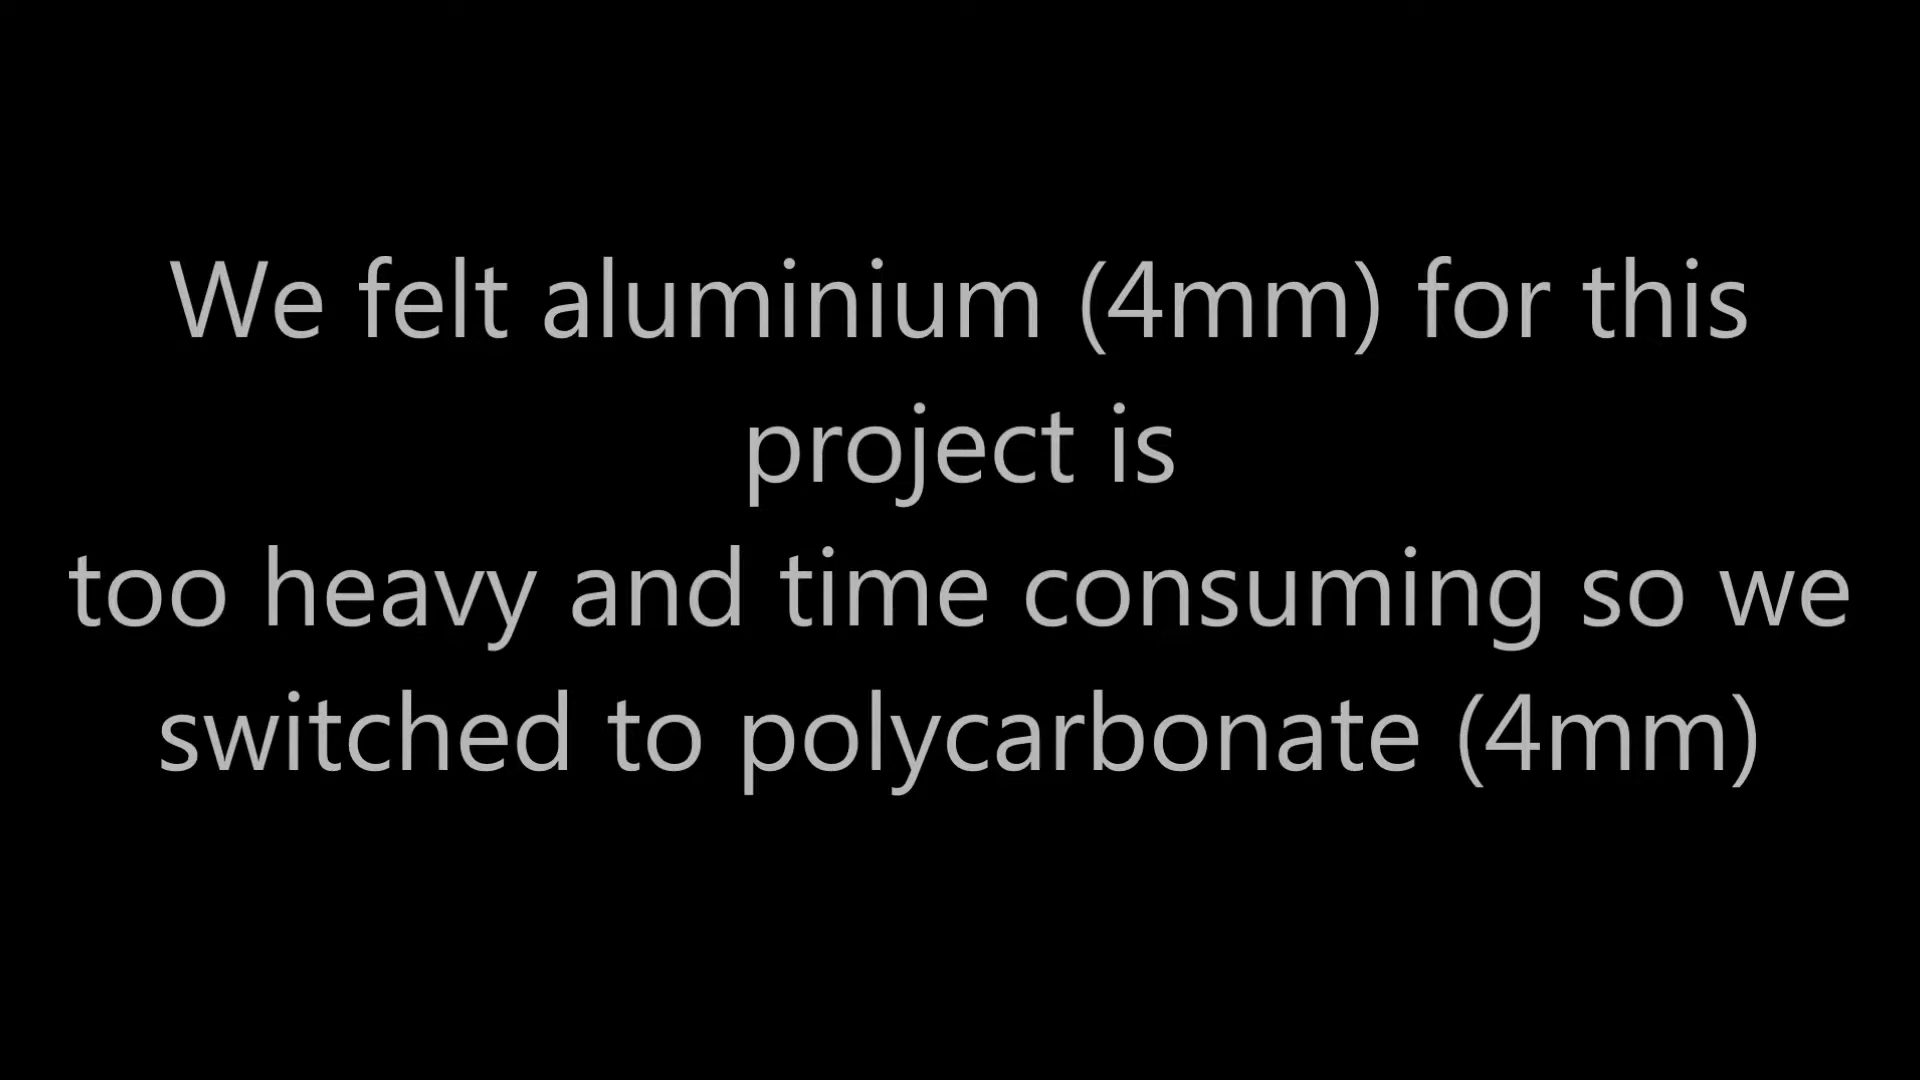 We felt aluminium (4mm) for this
project is
too heavy and time consuming so we
switched to polycarbonate (4mm)